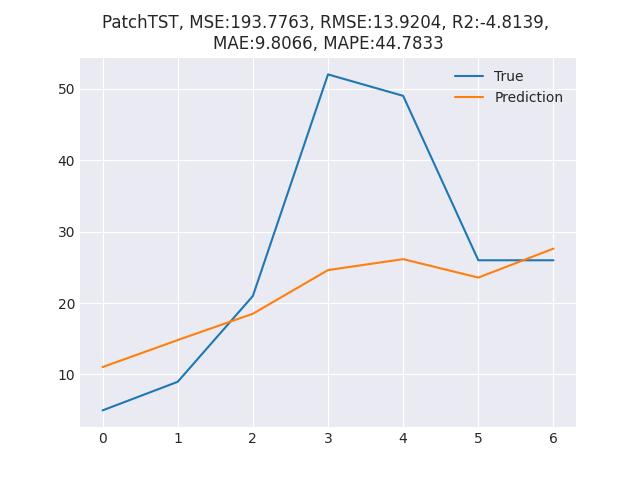 PatchTST, MSE:193.7763, RMSE:13.9204, R2:-4.8139,
MAE:9.8066, MAPE:44.7833
True
Prediction
50
40
30
20
10
0 1 2 3 4 5 6